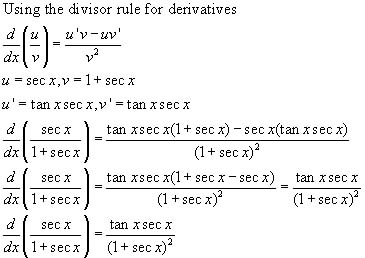 Using the divisor rule for derivatives
d/dx (u/v) = (u'v − uv')/v²
u = sec x, v = 1 + sec x
u' = tan x sec x, v' = tan x sec x
d/dx (sec x/(1 + sec x)) = (tan x sec x(1 + sec x) − sec x(tan x sec x))/(1 + sec x)²
d/dx (sec x/(1 + sec x)) = (tan x sec x(1 + sec x − sec x))/(1 + sec x)² = (tan x sec x)/(1 + sec x)²
d/dx (sec x/(1 + sec x)) = (tan x sec x)/(1 + sec x)²